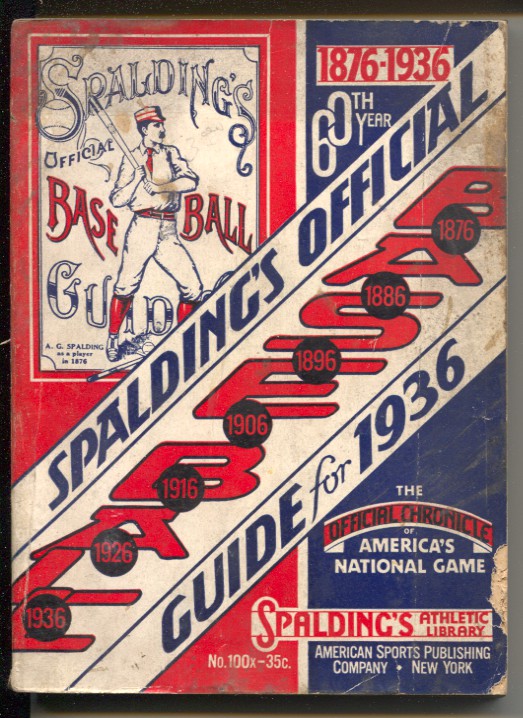 SPALDING'S
OFFICIAL
BASE BALL
GUIDE
A. G. SPALDING
as a player
in 1876
1876-1936
60TH
YEAR
SPALDING'S OFFICIAL
BASEBALL
1876
1886
1896
1906
1916
1926
1936
GUIDE for 1936
THE
OFFICIAL CHRONICLE
OF
AMERICA'S
NATIONAL GAME
SPALDING'S ATHLETIC
LIBRARY
No. 100x-35c.
AMERICAN SPORTS PUBLISHING
COMPANY • NEW YORK